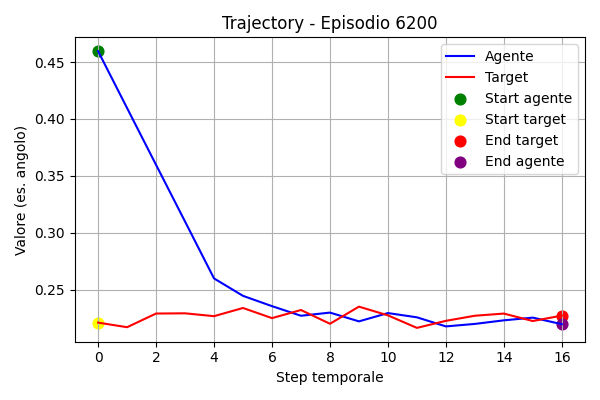 Trajectory - Episodio 6200
Valore (es. angolo)
0.45
0.40
0.35
0.30
0.25
Agente
Target
Start agente
Start target
End target
End agente
0 2 4 6 8 10 12 14 16
Step temporale